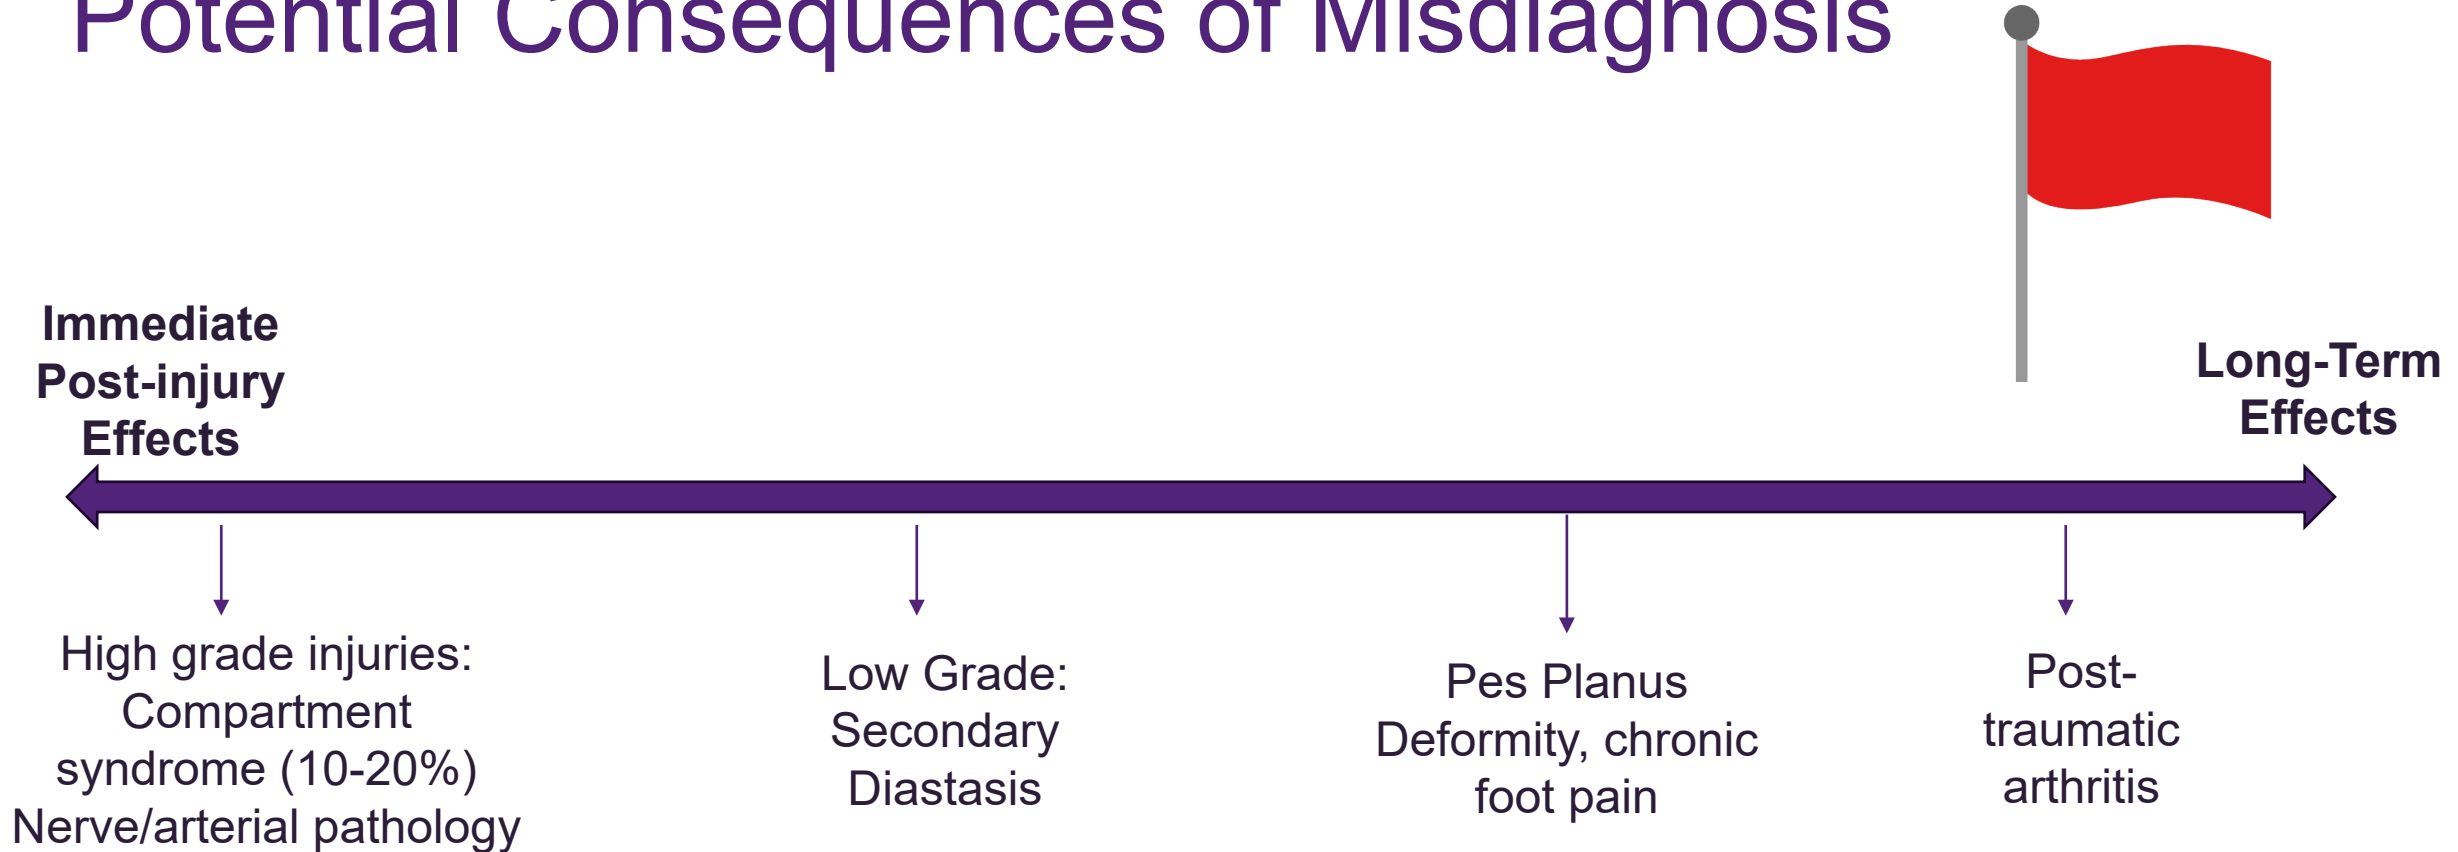 Potential Consequences of Misdiagnosis
Immediate
Post-injury
Effects
Long-Term
Effects
High grade injuries:
Compartment
syndrome (10-20%)
Nerve/arterial pathology
Low Grade:
Secondary
Diastasis
Pes Planus
Deformity, chronic
foot pain
Post-
traumatic
arthritis